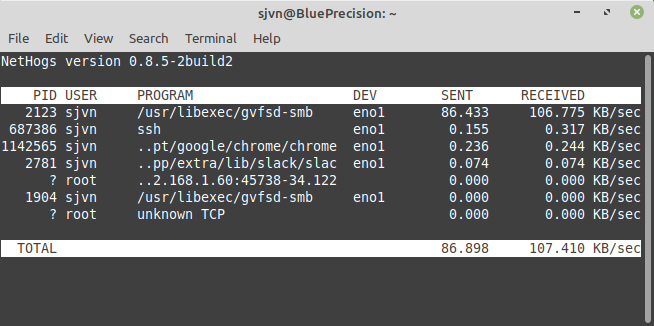 sjvn@BluePrecision: ~
File Edit View Search Terminal Help
NetHogs version 0.8.5-2build2
PID USER PROGRAM DEV SENT RECEIVED
2123 sjvn /usr/libexec/gvfsd-smb eno1 86.433 106.775 KB/sec
687386 sjvn ssh eno1 0.155 0.317 KB/sec
1142565 sjvn ..pt/google/chrome/chrome eno1 0.236 0.244 KB/sec
2781 sjvn ..pp/extra/lib/slack/slac eno1 0.074 0.074 KB/sec
? root ..2.168.1.60:45738-34.122 0.000 0.000 KB/sec
1904 sjvn /usr/libexec/gvfsd-smb eno1 0.000 0.000 KB/sec
? root unknown TCP 0.000 0.000 KB/sec
TOTAL 86.898 107.410 KB/sec